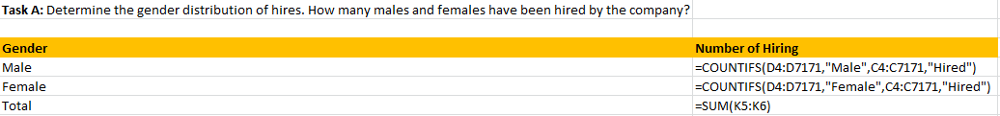 Task A: Determine the gender distribution of hires. How many males and females have been hired by the company?
Gender Number of Hiring
Male =COUNTIFS(D4:D7171,"Male",C4:C7171,"Hired")
Female =COUNTIFS(D4:D7171,"Female",C4:C7171,"Hired")
Total =SUM(K5:K6)